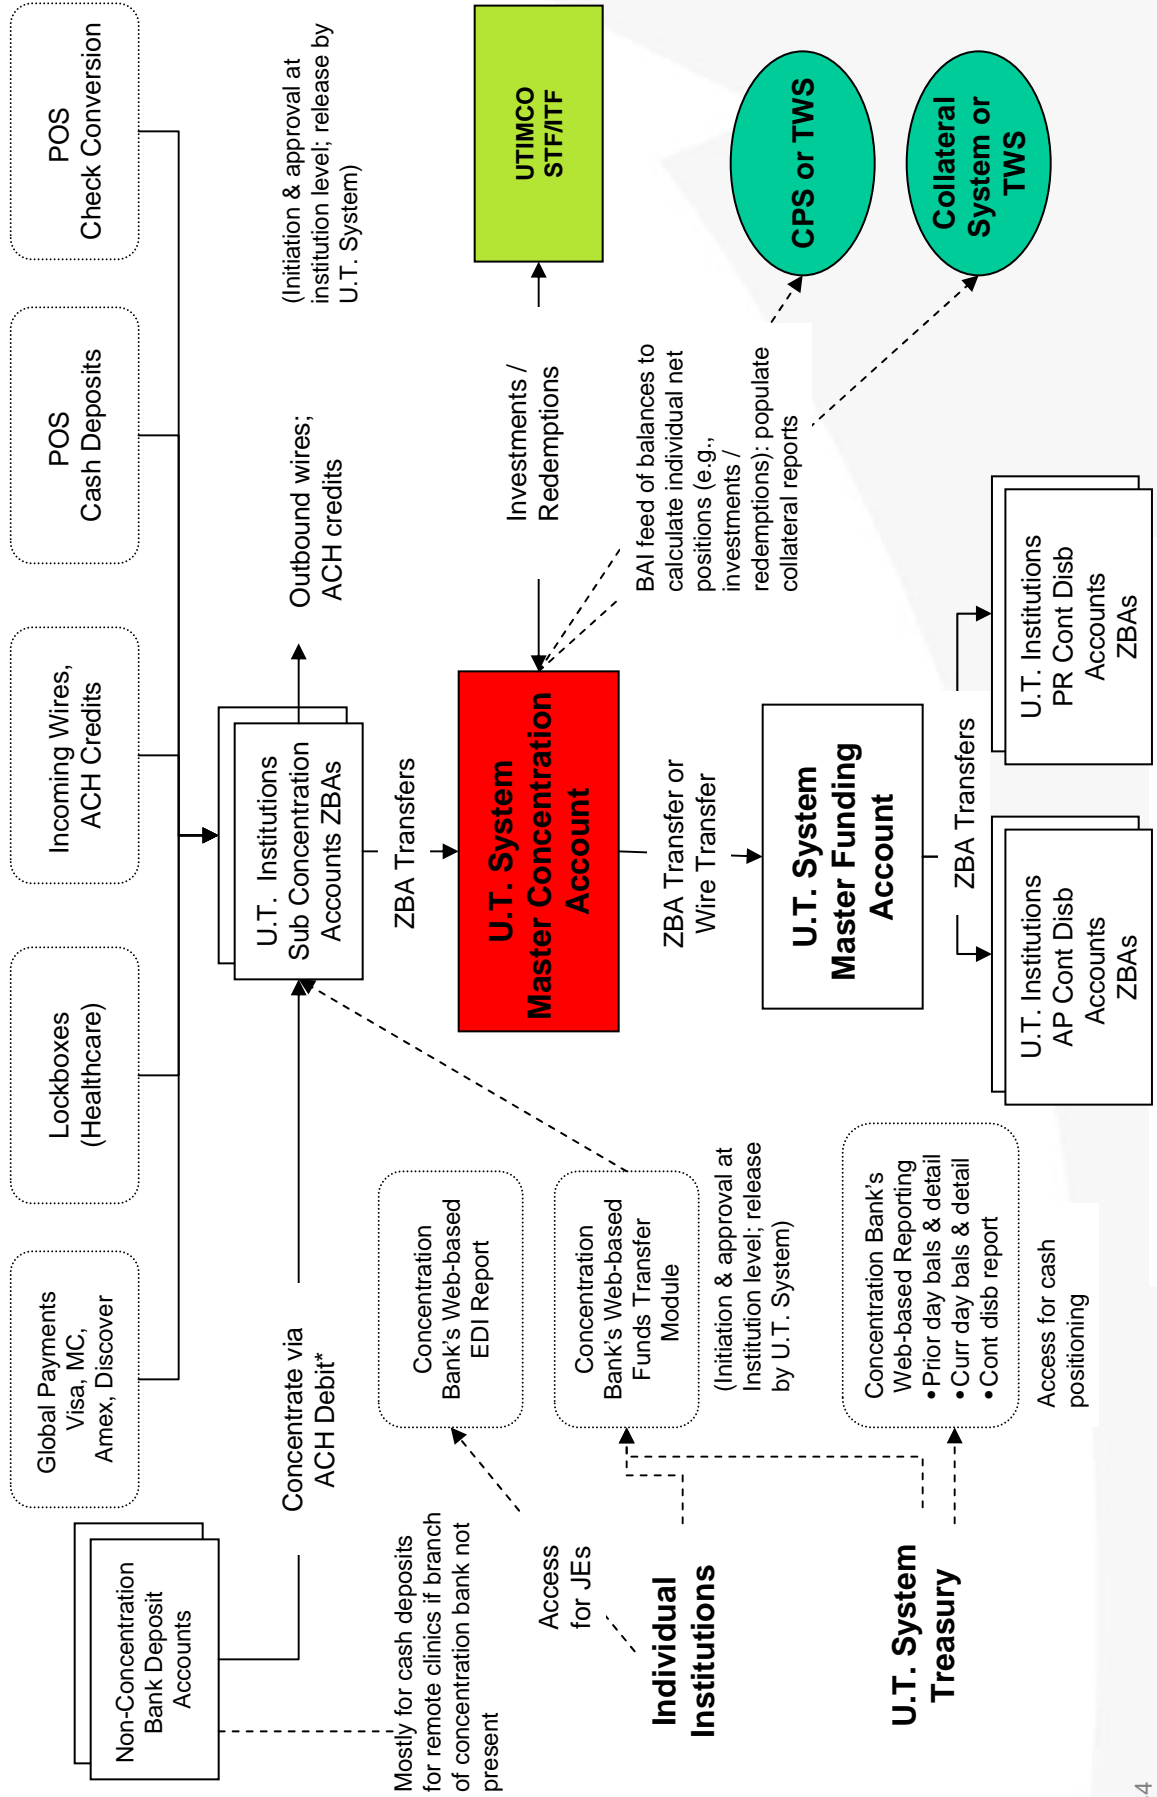 Non-Concentration
Bank Deposit
Accounts
Global Payments
Visa, MC,
Amex, Discover
Lockboxes
(Healthcare)
Incoming Wires,
ACH Credits
POS
Cash Deposits
POS
Check Conversion
Concentrate via
ACH Debit*
U.T. Institutions
Sub Concentration
Accounts ZBAs
Outbound wires;
ACH credits
(Initiation & approval at
institution level; release by
U.T. System)
Mostly for cash deposits
for remote clinics if branch
of concentration bank not
present
Concentration
Bank's Web-based
EDI Report
ZBA Transfers
Access
for JEs
U.T. System
Master Concentration
Account
Investments /
Redemptions
UTIMCO
STF/ITF
Concentration
Bank's Web-based
Funds Transfer
Module
Individual
Institutions
(Initiation & approval at
Institution level; release
by U.T. System)
ZBA Transfer or
Wire Transfer
BAI feed of balances to
calculate individual net
positions (e.g.,
investments /
redemptions): populate
collateral reports
CPS or TWS
U.T. System
Treasury
Concentration Bank's
Web-based Reporting
•Prior day bals & detail
•Curr day bals & detail
•Cont disb report
U.T. System
Master Funding
Account
Collateral
System or
TWS
Access for cash
positioning
ZBA Transfers
U.T. Institutions
AP Cont Disb
Accounts
ZBAs
U.T. Institutions
PR Cont Disb
Accounts
ZBAs